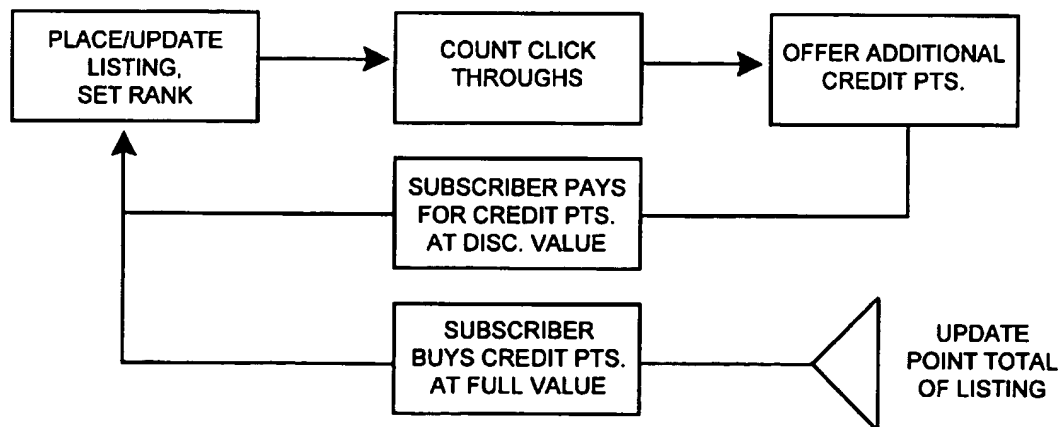 PLACE/UPDATE
LISTING,
SET RANK
COUNT CLICK
THROUGHS
OFFER ADDITIONAL
CREDIT PTS.
SUBSCRIBER PAYS
FOR CREDIT PTS.
AT DISC. VALUE
SUBSCRIBER
BUYS CREDIT PTS.
AT FULL VALUE
UPDATE
POINT TOTAL
OF LISTING